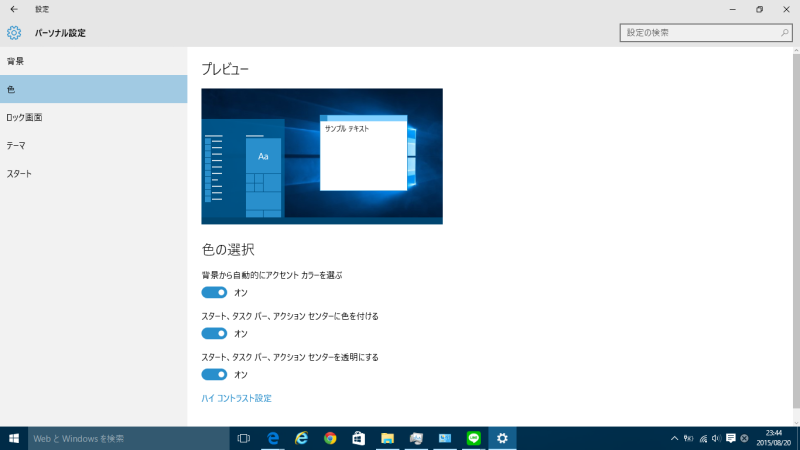 設定
パーソナル設定
設定の検索
背景
色
ロック画面
テーマ
スタート
プレビュー
サンプル テキスト
Aa
色の選択
背景から自動的にアクセント カラーを選ぶ
オン
スタート、タスク バー、アクション センターに色を付ける
オン
スタート、タスク バー、アクション センターを透明にする
オン
ハイ コントラスト設定
Web と Windows を検索
LINE
23:44
2015/08/20